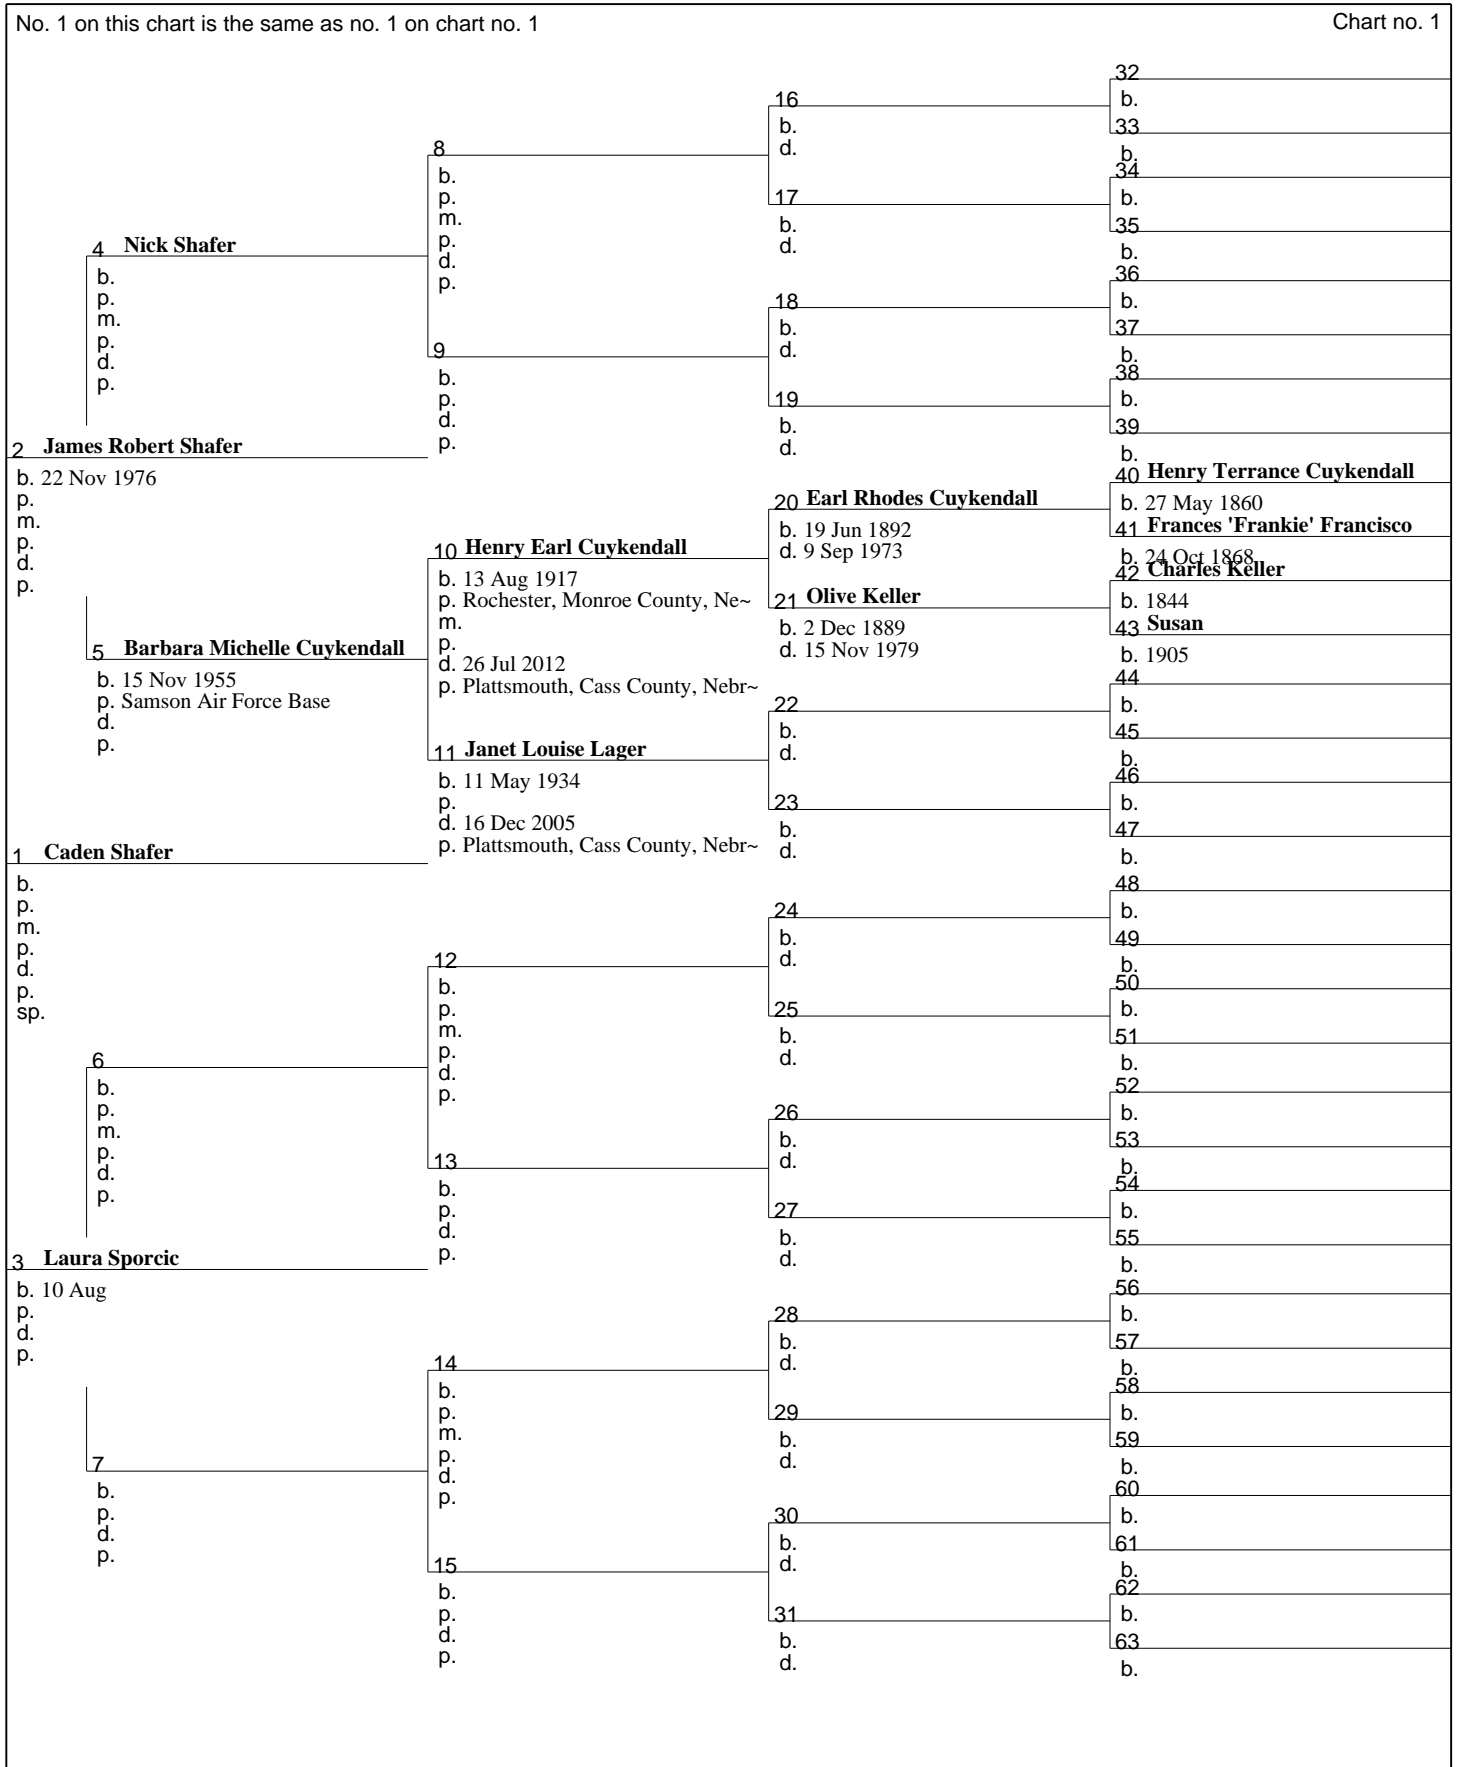 No. 1 on this chart is the same as no. 1 on chart no. 1
Chart no. 1
4 Nick Shafer
b.
p.
m.
p.
d.
p.
2 James Robert Shafer
b. 22 Nov 1976
p.
m.
p.
d.
p.
5 Barbara Michelle Cuykendall
b. 15 Nov 1955
p. Samson Air Force Base
d.
p.
1 Caden Shafer
b.
p.
m.
p.
d.
p.
sp.
6
b.
p.
m.
p.
d.
p.
3 Laura Sporcic
b. 10 Aug
p.
d.
p.
7
b.
p.
d.
p.
8
b.
p.
m.
p.
d.
p.
9
b.
p.
d.
p.
10 Henry Earl Cuykendall
b. 13 Aug 1917
p. Rochester, Monroe County, Ne~
m.
p.
d. 26 Jul 2012
p. Plattsmouth, Cass County, Nebr~
11 Janet Louise Lager
b. 11 May 1934
p.
d. 16 Dec 2005
p. Plattsmouth, Cass County, Nebr~
12
b.
p.
m.
p.
d.
p.
13
b.
p.
d.
p.
14
b.
p.
m.
p.
d.
p.
15
b.
p.
d.
p.
16
b.
d.
17
b.
d.
18
b.
d.
19
b.
d.
20 Earl Rhodes Cuykendall
b. 19 Jun 1892
d. 9 Sep 1973
21 Olive Keller
b. 2 Dec 1889
d. 15 Nov 1979
22
b.
d.
23
b.
d.
24
b.
d.
25
b.
d.
26
b.
d.
27
b.
d.
28
b.
d.
29
b.
d.
30
b.
d.
31
b.
d.
32
b.
33
b.
34
b.
35
b.
36
b.
37
b.
38
b.
39
b.
40 Henry Terrance Cuykendall
b. 27 May 1860
41 Frances 'Frankie' Francisco
b. 24 Oct 1868
42 Charles Keller
b. 1844
43 Susan
b. 1905
44
b.
45
b.
46
b.
47
b.
48
b.
49
b.
50
b.
51
b.
52
b.
53
b.
54
b.
55
b.
56
b.
57
b.
58
b.
59
b.
60
b.
61
b.
62
b.
63
b.